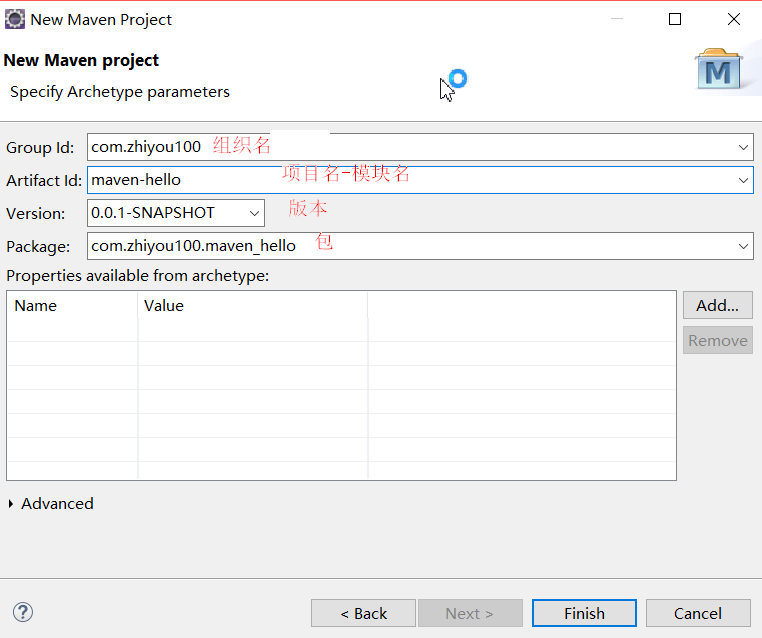 New Maven Project
New Maven project
Specify Archetype parameters
M
Group Id: com.zhiyou100 组织名
Artifact Id: maven-hello 项目名-模块名
Version: 0.0.1-SNAPSHOT 版本
Package: com.zhiyou100.maven_hello 包
Properties available from archetype:
Name Value
Add...
Remove
Advanced
? < Back Next > Finish Cancel